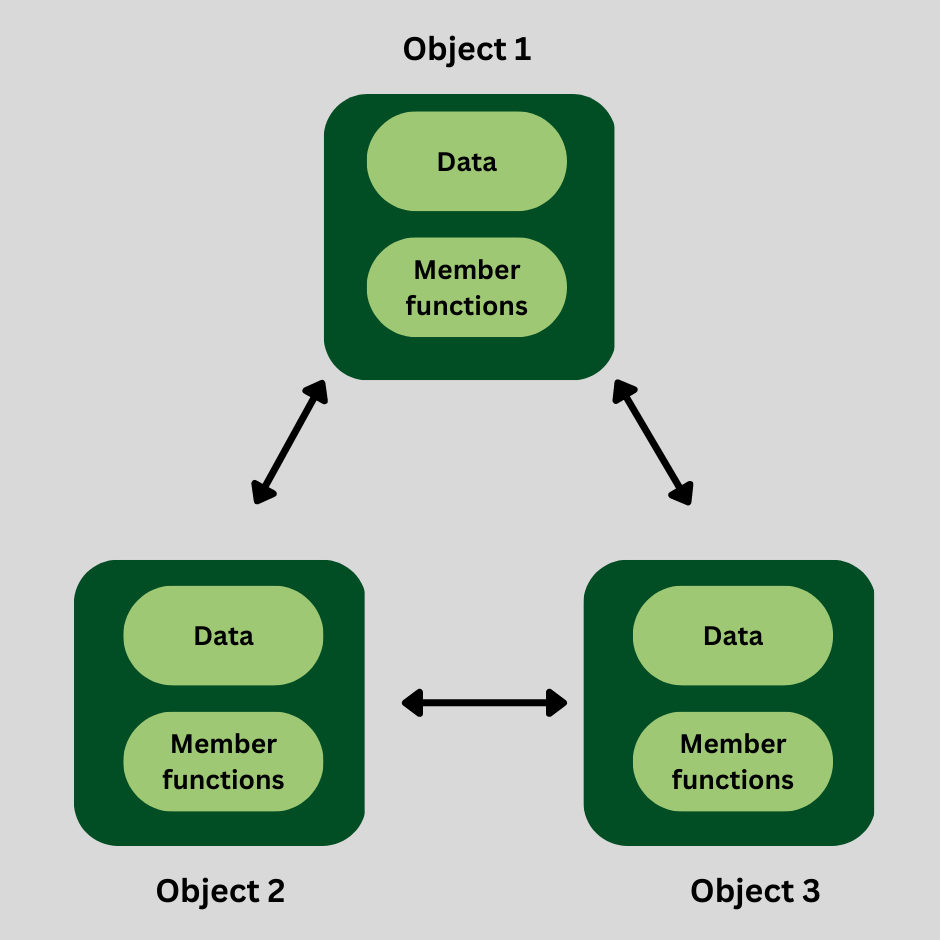 Object 1
Data
Member
functions
Data
Member
functions
Object 2
Data
Member
functions
Object 3